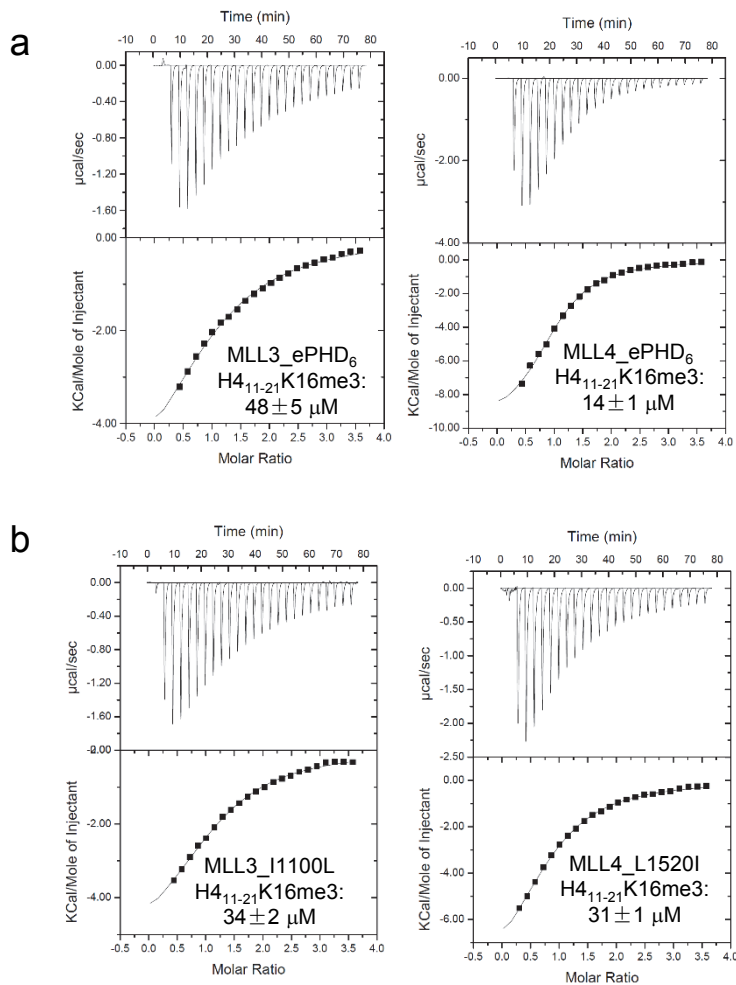 a
Time (min)
-10 0 10 20 30 40 50 60 70 80
0.00
-0.40
-0.80
-1.20
-1.60
µcal/sec
0.00
-2.00
-4.00
KCal/Mole of Injectant
MLL3_ePHD6
H411-21K16me3:
48±5 µM
-0.5 0.0 0.5 1.0 1.5 2.0 2.5 3.0 3.5 4.0
Molar Ratio
Time (min)
-10 0 10 20 30 40 50 60 70 80
0.00
-2.00
-4.00
µcal/sec
0.00
-2.00
-4.00
-6.00
-8.00
-10.00
KCal/Mole of Injectant
MLL4_ePHD6
H411-21K16me3:
14±1 µM
-0.5 0.0 0.5 1.0 1.5 2.0 2.5 3.0 3.5 4.0
Molar Ratio
b
Time (min)
-10 0 10 20 30 40 50 60 70 80
0.00
-0.40
-0.80
-1.20
-1.60
µcal/sec
-2.00
-4.00
KCal/Mole of Injectant
MLL3_I1100L
H411-21K16me3:
34±2 µM
-0.5 0.0 0.5 1.0 1.5 2.0 2.5 3.0 3.5 4.0
Molar Ratio
Time (min)
-10 0 10 20 30 40 50 60 70 80
0.00
-0.50
-1.00
-1.50
-2.00
-2.50
µcal/sec
0.00
-2.00
-4.00
-6.00
KCal/Mole of Injectant
MLL4_L1520I
H411-21K16me3:
31±1 µM
-0.5 0.0 0.5 1.0 1.5 2.0 2.5 3.0 3.5 4.0
Molar Ratio